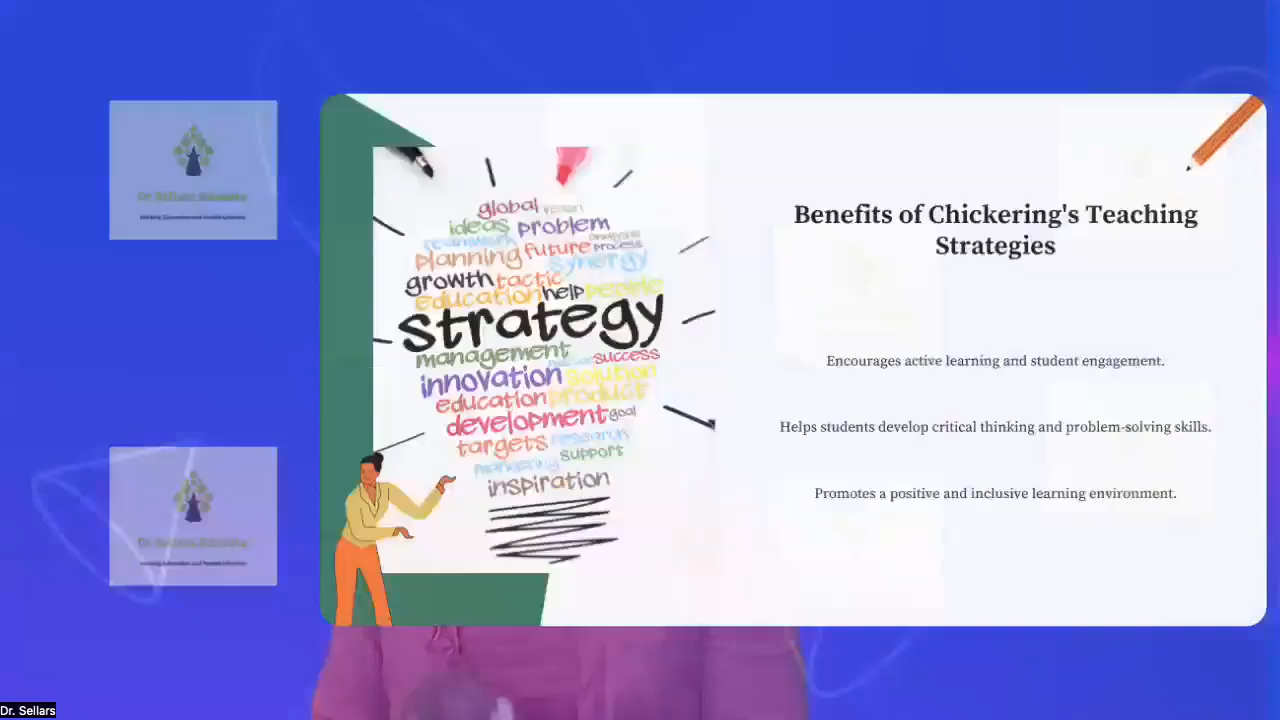 Benefits of Chickering's Teaching
Strategies
Encourages active learning and student engagement.
Helps students develop critical thinking and problem-solving skills.
Promotes a positive and inclusive learning environment.
global
ideas problem
teamwork
planning future process
synergy
growth tactic
education help people
strategy
management success
innovation solution
education product
development goal
targets research
marketing support
inspiration
Dr. Sellars